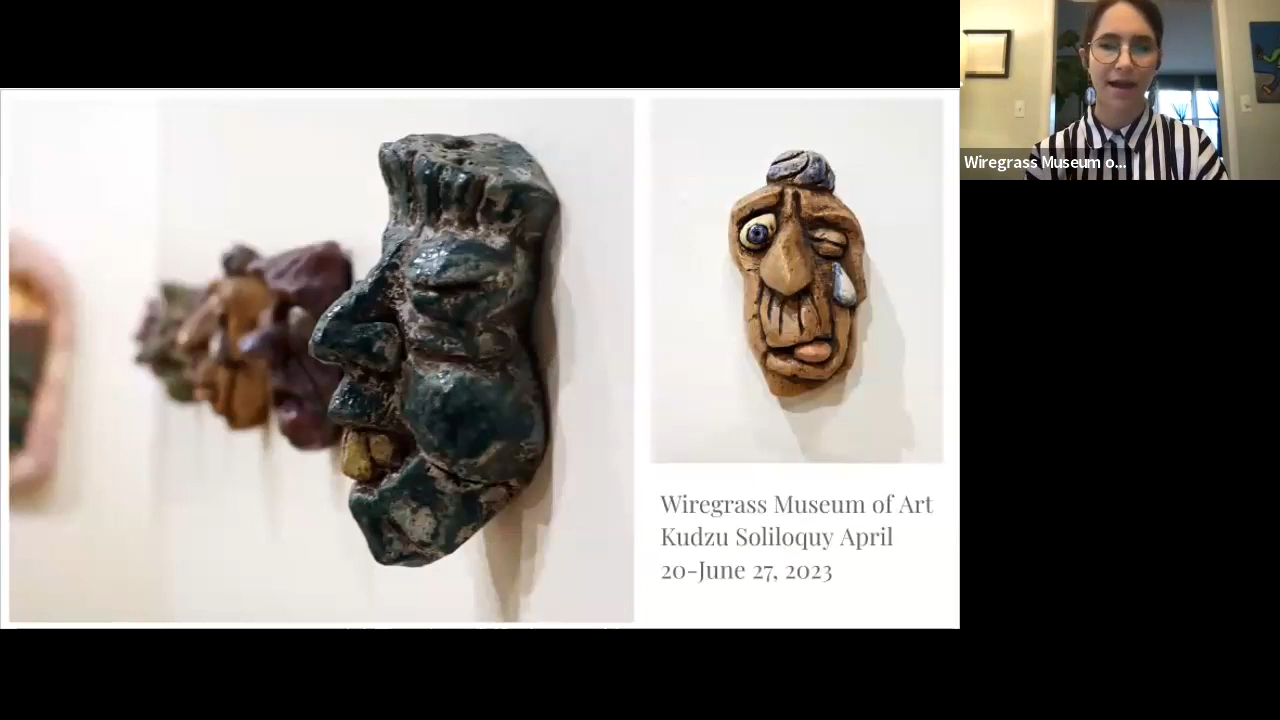 Wiregrass Museum o...
Wiregrass Museum of Art
Kudzu Soliloquy April
20-June 27, 2023